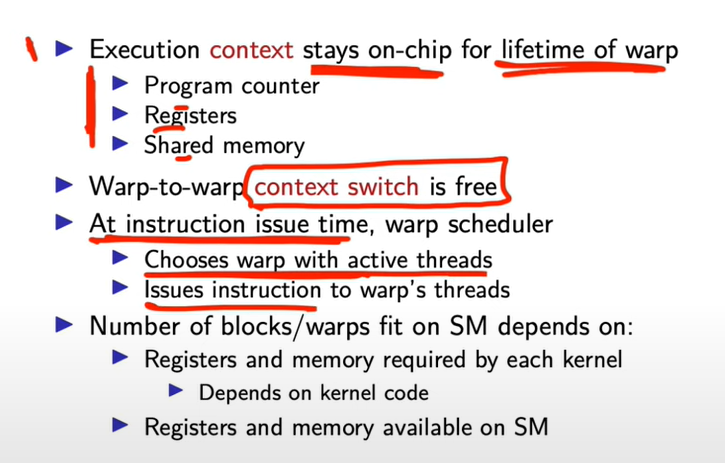 Execution context stays on-chip for lifetime of warp
Program counter
Registers
Shared memory
Warp-to-warp context switch is free
At instruction issue time, warp scheduler
Chooses warp with active threads
Issues instruction to warp's threads
Number of blocks/warps fit on SM depends on:
Registers and memory required by each kernel
Depends on kernel code
Registers and memory available on SM